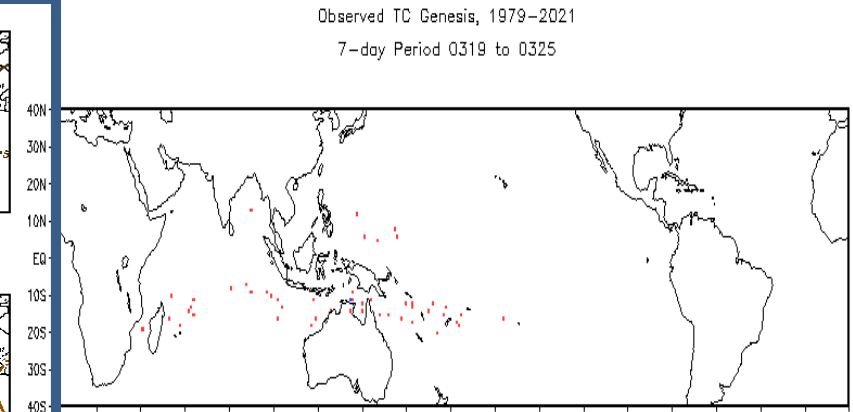 Observed TC Genesis, 1979-2021
7-day Period 0319 to 0325
40N
30N
20N
10N
EQ
10S
20S
30S
40S